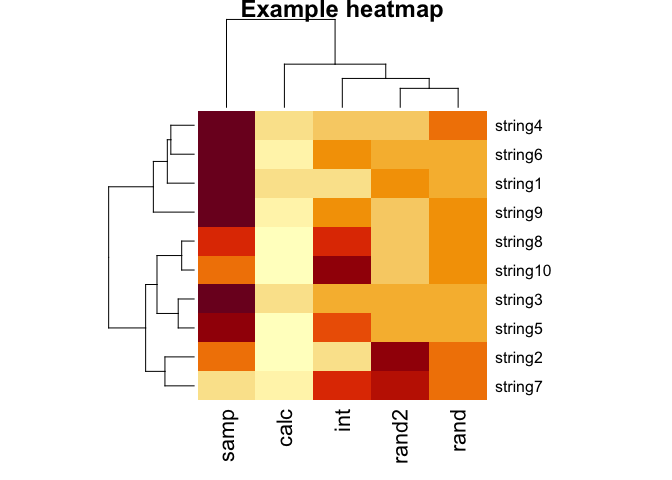 Example heatmap
string4
string6
string1
string9
string8
string10
string3
string5
string2
string7
samp
calc
int
rand2
rand